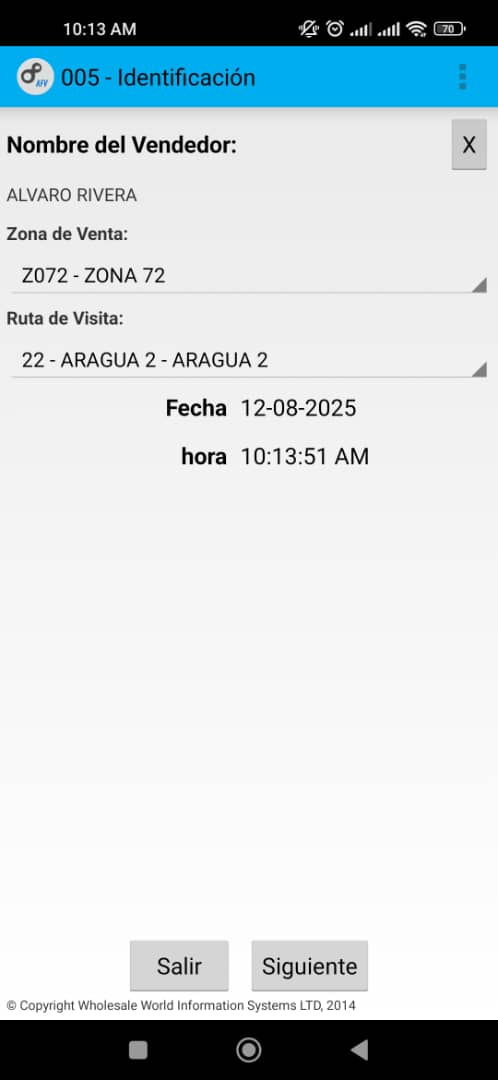 10:13 AM
70
AFV
005 - Identificación
Nombre del Vendedor:
X
ALVARO RIVERA
Zona de Venta:
Z072 - ZONA 72
Ruta de Visita:
22 - ARAGUA 2 - ARAGUA 2
Fecha 12-08-2025
hora 10:13:51 AM
Salir
Siguiente
© Copyright Wholesale World Information Systems LTD, 2014